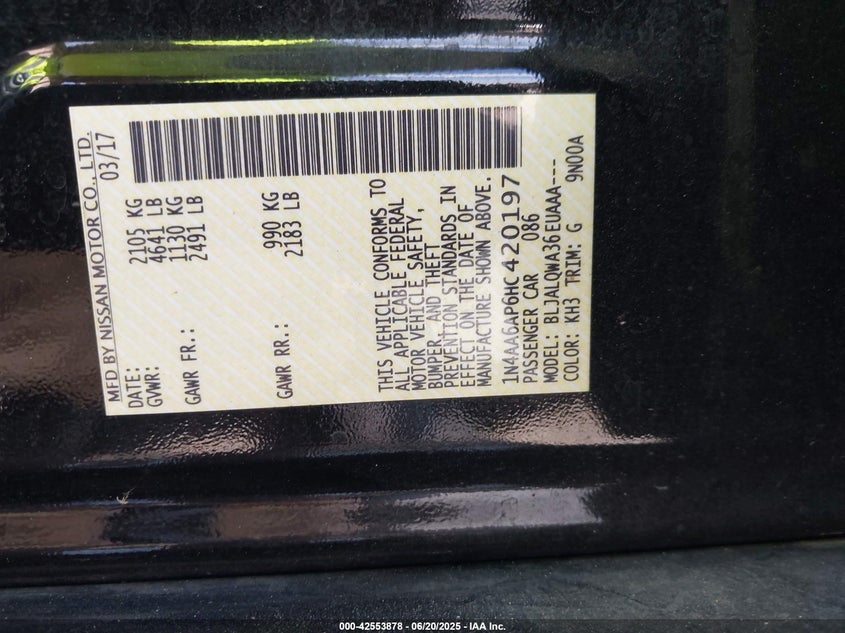 MFD BY NISSAN MOTOR CO., LTD.
DATE: 03/17
GVWR: 2105 KG
4641 LB
GAWR FR.: 1130 KG
2491 LB
GAWR RR.: 990 KG
2183 LB
THIS VEHICLE CONFORMS TO
ALL APPLICABLE FEDERAL
MOTOR VEHICLE SAFETY,
BUMPER, AND THEFT
PREVENTION STANDARDS IN
EFFECT ON THE DATE OF
MANUFACTURE SHOWN ABOVE.
1N4AA6AP6HC420197
PASSENGER CAR 086
MODEL: BLJALQWA36EUAAA---
COLOR: KH3 TRIM: G 9N00A
000-42553878 - 06/20/2025 - IAA Inc.